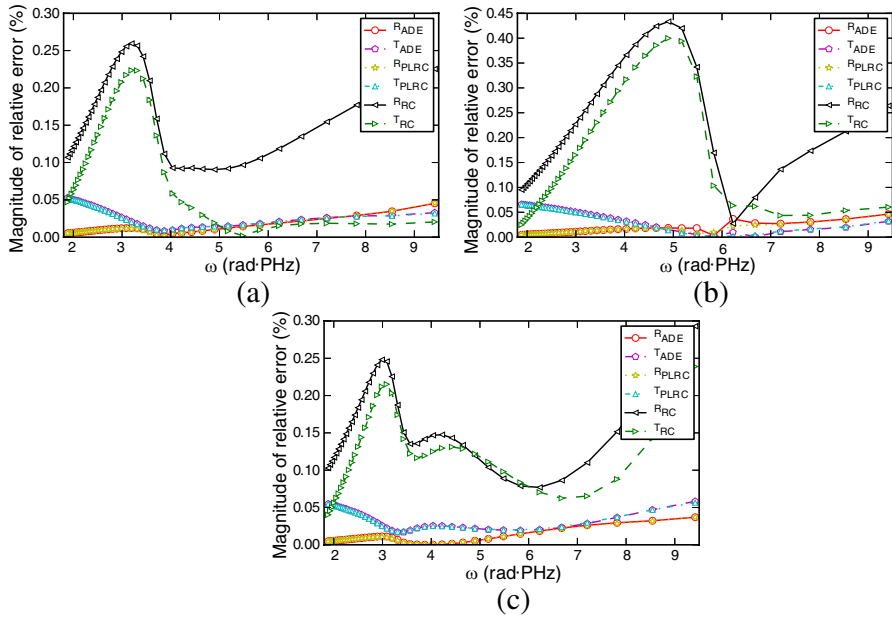 Magnitude of relative error (%)
0.30
0.25
0.20
0.15
0.10
0.05
0.00
2 3 4 5 6 7 8 9
ω (rad·PHz)
R_ADE
T_ADE
R_PLRC
T_PLRC
R_RC
T_RC
(a)
Magnitude of relative error (%)
0.45
0.40
0.35
0.30
0.25
0.20
0.15
0.10
0.05
0.00
2 3 4 5 6 7 8 9
ω (rad·PHz)
R_ADE
T_ADE
R_PLRC
T_PLRC
R_RC
T_RC
(b)
Magnitude of relative error (%)
0.30
0.25
0.20
0.15
0.10
0.05
0.00
2 3 4 5 6 7 8 9
ω (rad·PHz)
R_ADE
T_ADE
R_PLRC
T_PLRC
R_RC
T_RC
(c)